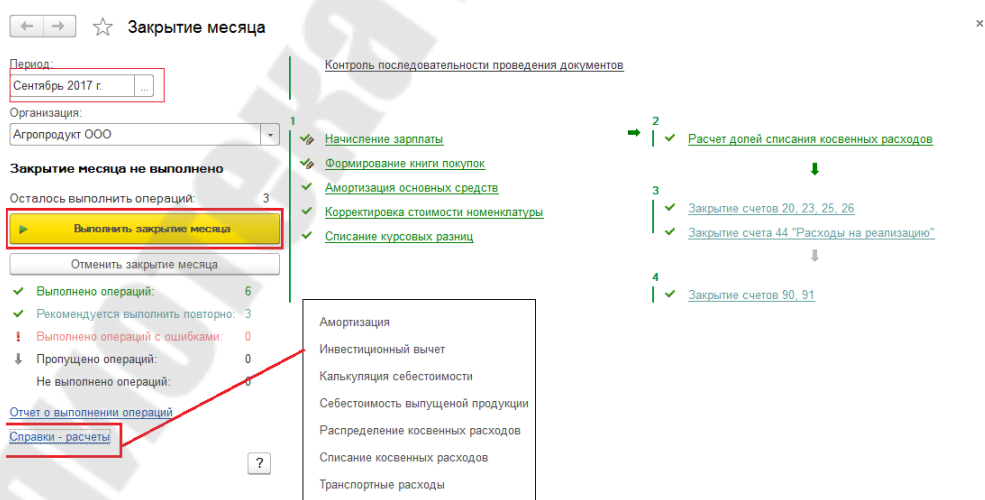 ← → ☆ Закрытие месяца ×
Период:
Сентябрь 2017 г. ...
Организация:
Агропродукт ООО
Закрытие месяца не выполнено
Осталось выполнить операций: 3
Выполнить закрытие месяца
Отменить закрытие месяца
Выполнено операций: 6
Рекомендуется выполнить повторно: 3
Выполнено операций с ошибками: 0
Пропущено операций: 0
Не выполнено операций: 0
Отчет о выполнении операций
Справки - расчеты
?
Контроль последовательности проведения документов
1
Начисление зарплаты
Формирование книги покупок
Амортизация основных средств
Корректировка стоимости номенклатуры
Списание курсовых разниц
2
Расчет долей списания косвенных расходов
3
Закрытие счетов 20, 23, 25, 26
Закрытие счета 44 "Расходы на реализацию"
4
Закрытие счетов 90, 91
Амортизация
Инвестиционный вычет
Калькуляция себестоимости
Себестоимость выпущеной продукции
Распределение косвенных расходов
Списание косвенных расходов
Транспортные расходы